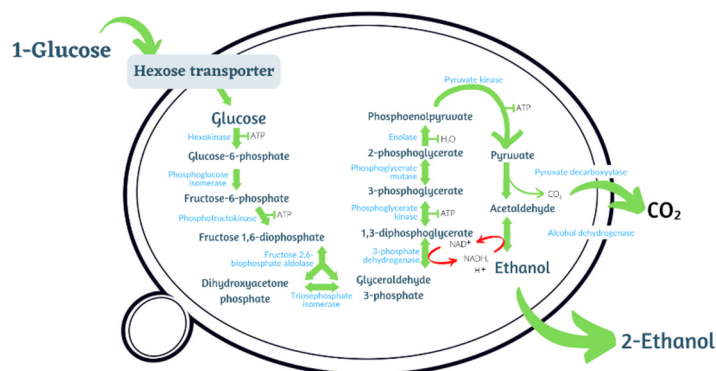 1-Glucose
Hexose transporter
Glucose
Hexokinase
ATP
Glucose-6-phosphate
Phosphoglucose
isomerase
Fructose-6-phosphate
Phosphofructokinase
ATP
Fructose 1,6-diophosphate
Fructose 2,6-
biophosphate aldolase
Dihydroxyacetone
phosphate
Triosephosphate
isomerase
Glyceraldehyde
3-phosphate
3-phosphate
dehydrogenase
NAD+
NADH,
H+
1,3-diphosphoglycerate
Phosphoglycerate
kinase
ATP
3-phosphoglycerate
Phosphoglycerate
mutase
2-phosphoglycerate
Enolase
H₂O
Phosphoenolpyruvate
Pyruvate kinase
ATP
Pyruvate
Pyruvate decarboxyylase
CO₂
CO₂
Acetaldehyde
Alcohol dehydrogenase
Ethanol
2-Ethanol